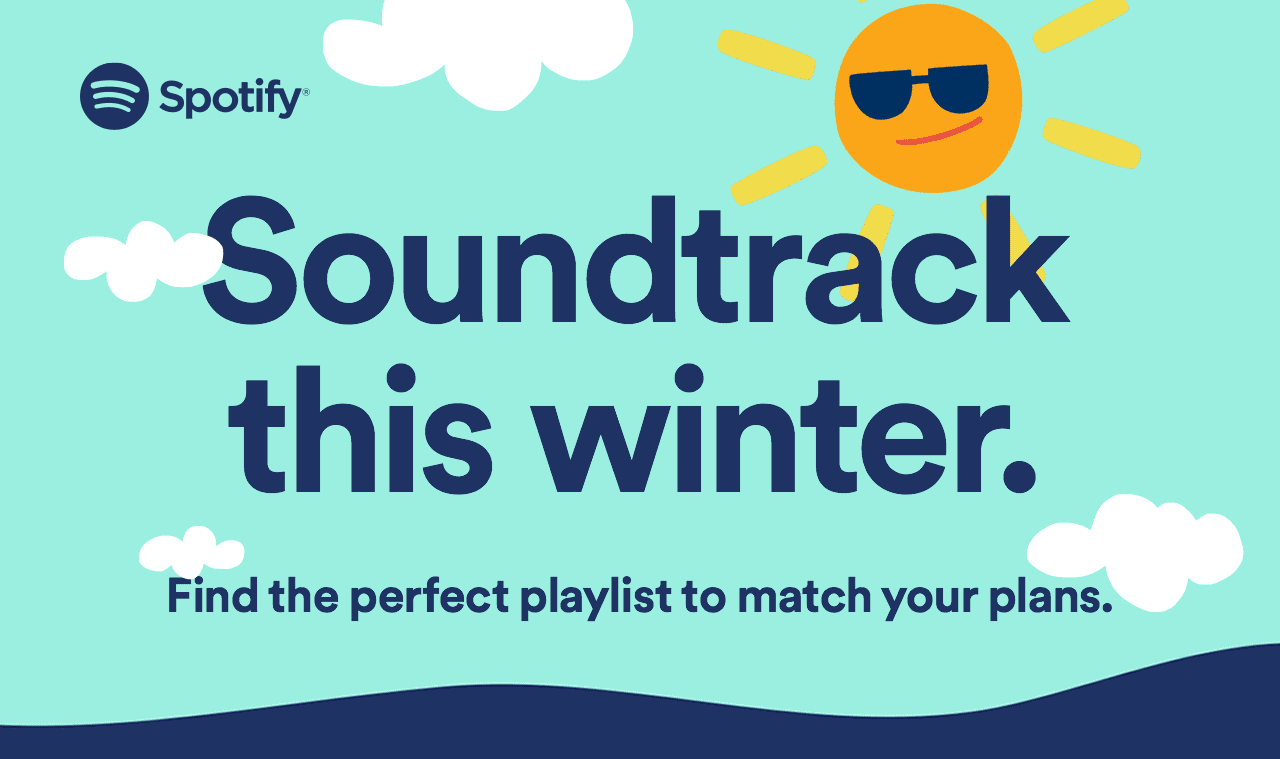 Spotify®
Soundtrack
this winter.
Find the perfect playlist to match your plans.